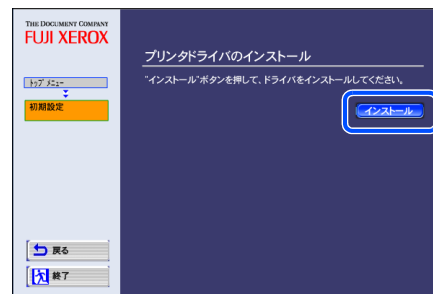 THE DOCUMENT COMPANY
FUJI XEROX
プリンタドライバのインストール
トップ メニュー
"インストール"ボタンを押して、ドライバをインストールしてください。
初期設定
インストール
戻る
終了